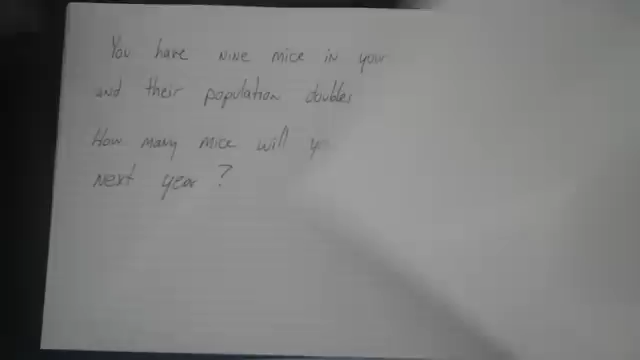 You have nine mice in your
and their population doubles
How many mice will
next year?